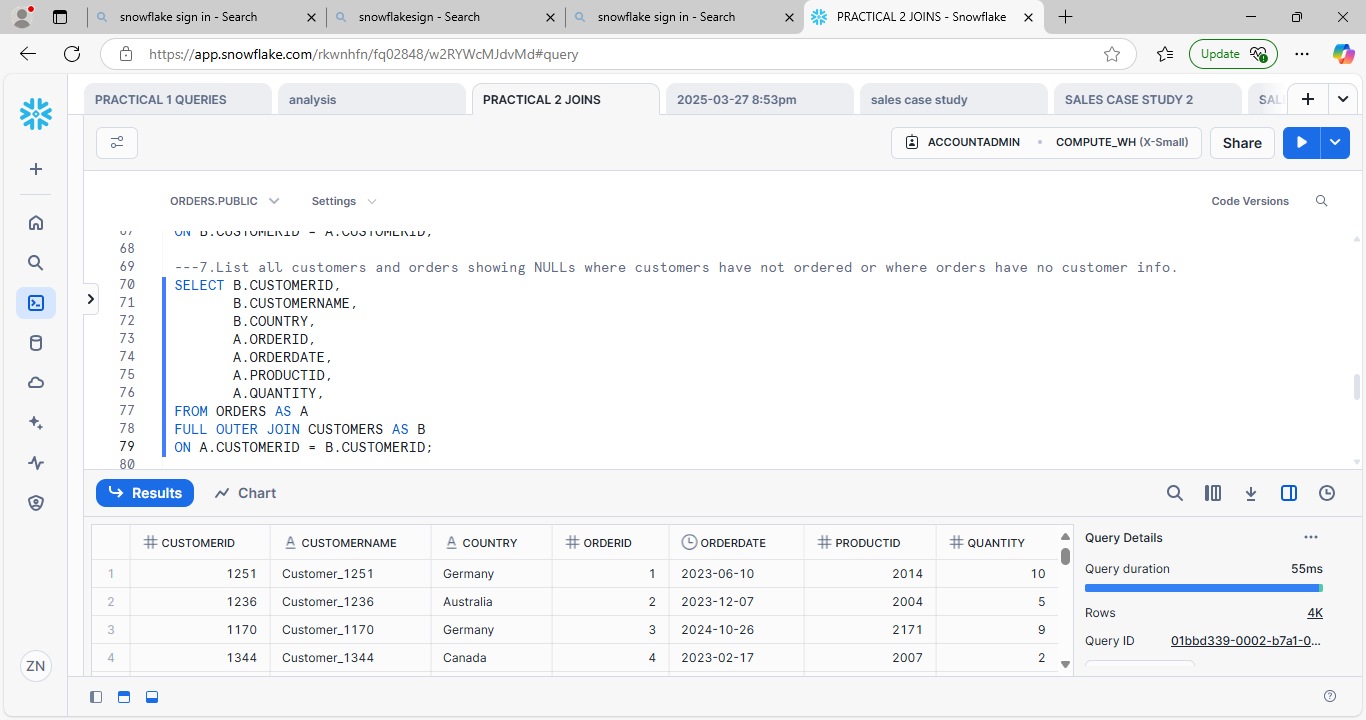 snowflake sign in - Search
snowflakesign - Search
snowflake sign in - Search
PRACTICAL 2 JOINS - Snowflake
https://app.snowflake.com/rkwnhfn/fq02848/w2RYWcMJdvMd#query
Update
PRACTICAL 1 QUERIES
analysis
PRACTICAL 2 JOINS
2025-03-27 8:53pm
sales case study
SALES CASE STUDY 2
ACCOUNTADMIN
COMPUTE_WH (X-Small)
Share
ORDERS.PUBLIC
Settings
Code Versions
67 ON B.CUSTOMERID = A.CUSTOMERID;
68
69 ---7.List all customers and orders showing NULLs where customers have not ordered or where orders have no customer info.
70 SELECT B.CUSTOMERID,
71 B.CUSTOMERNAME,
72 B.COUNTRY,
73 A.ORDERID,
74 A.ORDERDATE,
75 A.PRODUCTID,
76 A.QUANTITY,
77 FROM ORDERS AS A
78 FULL OUTER JOIN CUSTOMERS AS B
79 ON A.CUSTOMERID = B.CUSTOMERID;
80
Results
Chart
CUSTOMERID CUSTOMERNAME COUNTRY ORDERID ORDERDATE PRODUCTID QUANTITY
1 1251 Customer_1251 Germany 1 2023-06-10 2014 10
2 1236 Customer_1236 Australia 2 2023-12-07 2004 5
3 1170 Customer_1170 Germany 3 2024-10-26 2171 9
4 1344 Customer_1344 Canada 4 2023-02-17 2007 2
Query Details
Query duration 55ms
Rows 4K
Query ID 01bbd339-0002-b7a1-0...
ZN